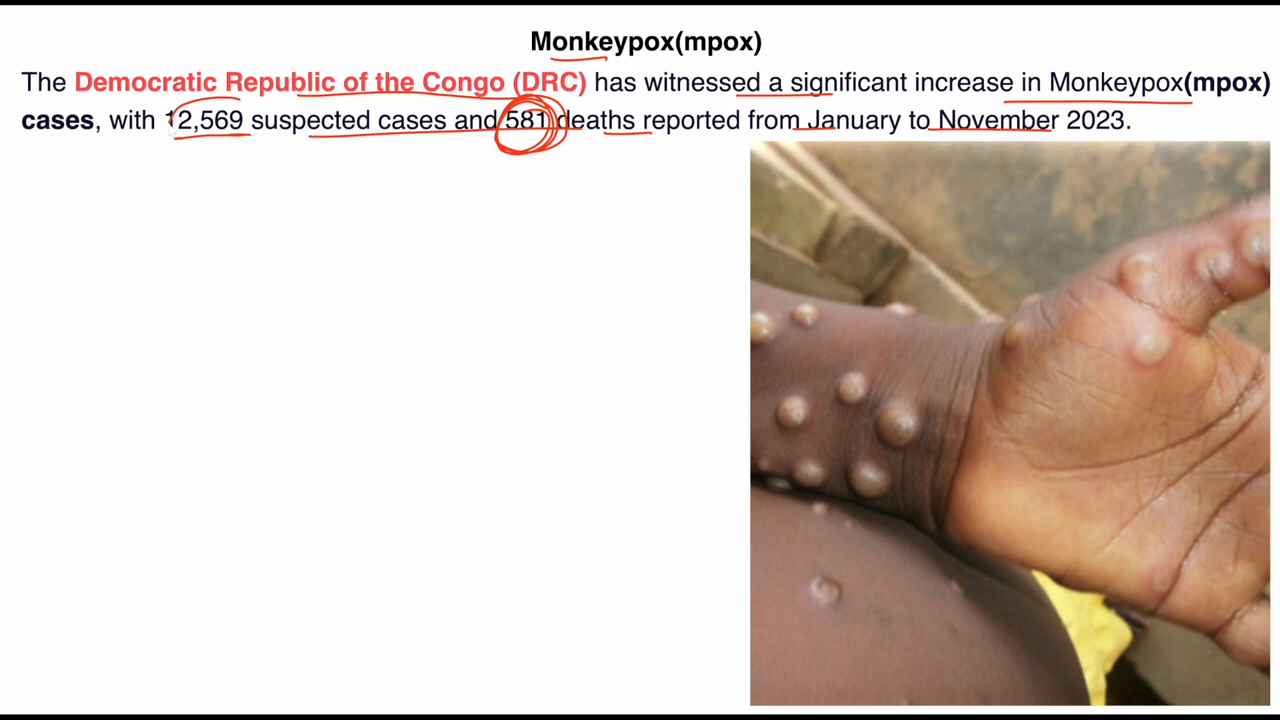 Monkeypox(mpox)
The Democratic Republic of the Congo (DRC) has witnessed a significant increase in Monkeypox(mpox)
cases, with 12,569 suspected cases and 581 deaths reported from January to November 2023.